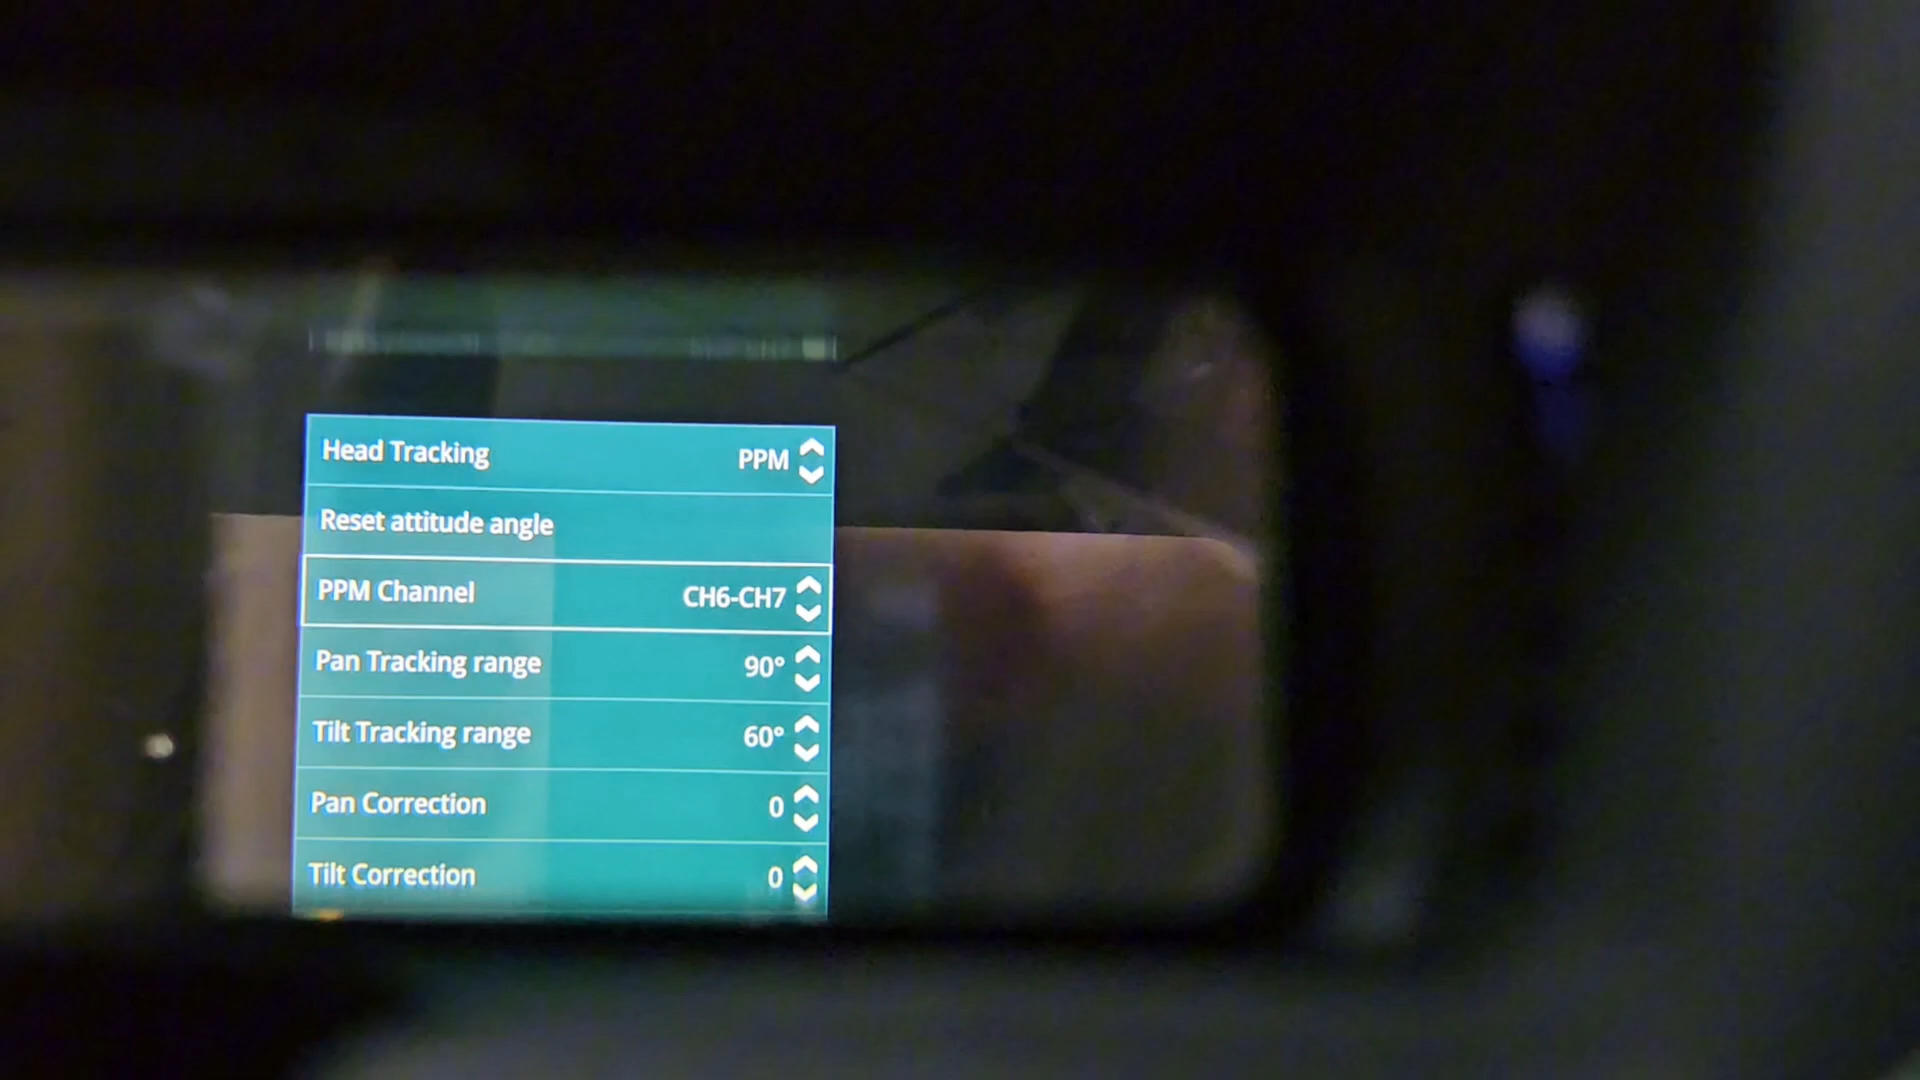 Head Tracking PPM
Reset attitude angle
PPM Channel CH6-CH7
Pan Tracking range 90°
Tilt Tracking range 60°
Pan Correction 0
Tilt Correction 0